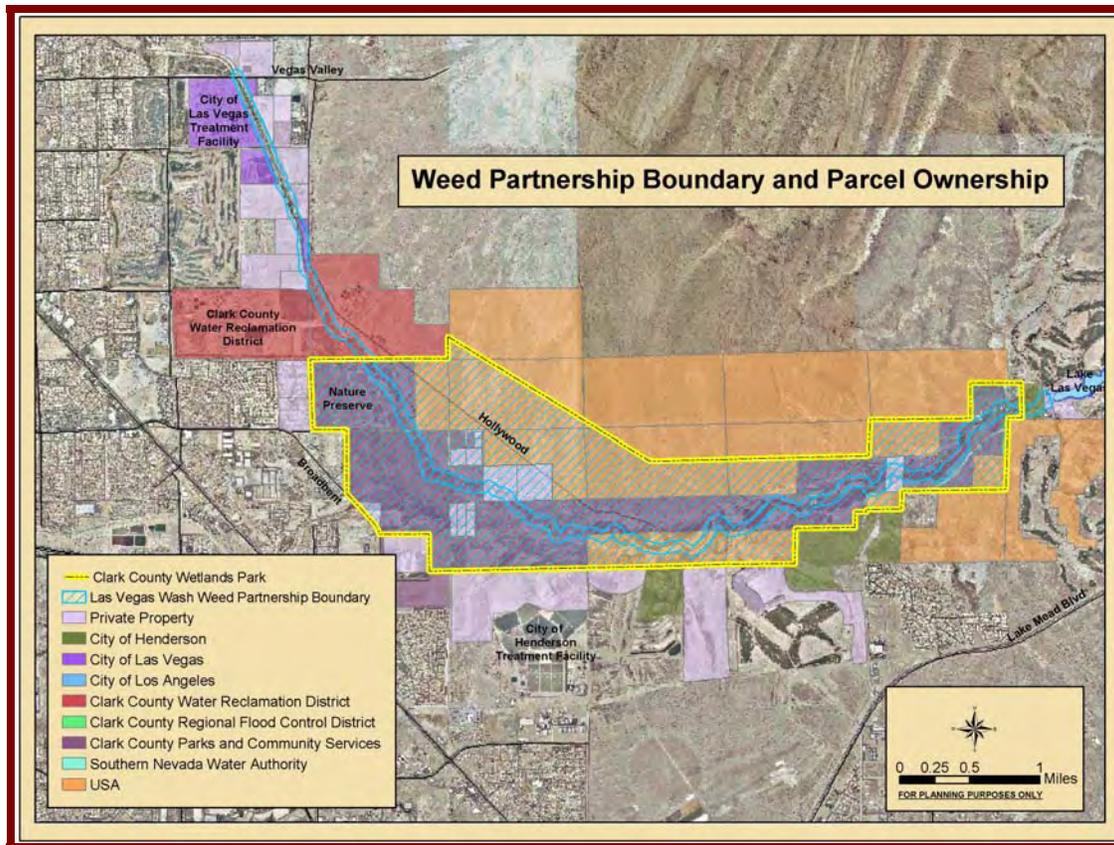 Vegas Valley
City of
Las Vegas
Treatment
Facility
Weed Partnership Boundary and Parcel Ownership
Clark County
Water Reclamation
District
Nature
Preserve
Hollywood
Broadbent
Lake
Las Vegas
Clark County Wetlands Park
Las Vegas Wash Weed Partnership Boundary
Private Property
City of Henderson
City of Las Vegas
City of Los Angeles
Clark County Water Reclamation District
Clark County Regional Flood Control District
Clark County Parks and Community Services
Southern Nevada Water Authority
USA
City of
Henderson
Treatment Facility
Lake Mead Blvd
0 0.25 0.5 1
Miles
FOR PLANNING PURPOSES ONLY